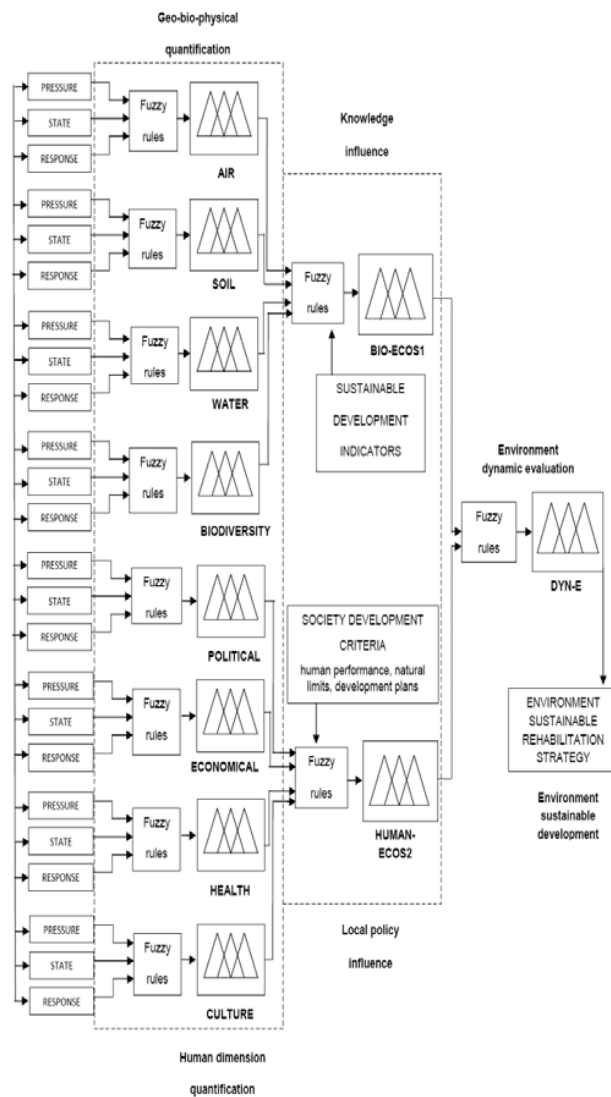 Geo-bio-physical
quantification
PRESSURE
STATE
RESPONSE
Fuzzy
rules
AIR
PRESSURE
STATE
RESPONSE
Fuzzy
rules
SOIL
PRESSURE
STATE
RESPONSE
Fuzzy
rules
WATER
PRESSURE
STATE
RESPONSE
Fuzzy
rules
BIODIVERSITY
PRESSURE
STATE
RESPONSE
Fuzzy
rules
POLITICAL
PRESSURE
STATE
RESPONSE
Fuzzy
rules
ECONOMICAL
PRESSURE
STATE
RESPONSE
Fuzzy
rules
HEALTH
PRESSURE
STATE
RESPONSE
Fuzzy
rules
CULTURE
Human dimension
quantification
Knowledge
influence
Fuzzy
rules
BIO-ECOS1
SUSTAINABLE
DEVELOPMENT
INDICATORS
SOCIETY DEVELOPMENT
CRITERIA
human performance, natural
limits, development plans
Fuzzy
rules
HUMAN-
ECOS2
Local policy
influence
Environment
dynamic evaluation
Fuzzy
rules
DYN-E
ENVIRONMENT
SUSTAINABLE
REHABILITATION
STRATEGY
Environment
sustainable
development